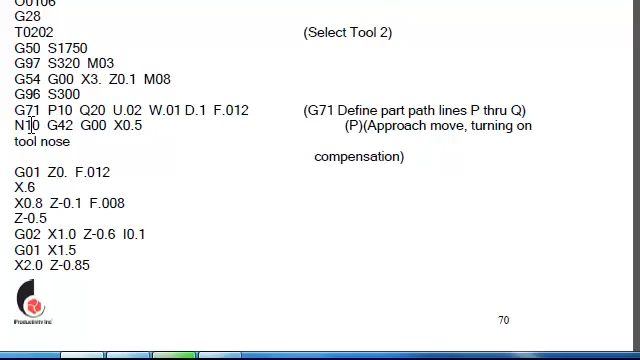 O0106
G28
T0202 (Select Tool 2)
G50 S1750
G97 S320 M03
G54 G00 X3. Z0.1 M08
G96 S300
G71 P10 Q20 U.02 W.01 D.1 F.012 (G71 Define part path lines P thru Q)
N10 G42 G00 X0.5 (P)(Approach move, turning on
tool nose
compensation)
G01 Z0. F.012
X.6
X0.8 Z-0.1 F.008
Z-0.5
G02 X1.0 Z-0.6 I0.1
G01 X1.5
X2.0 Z-0.85
Productivity Inc
70